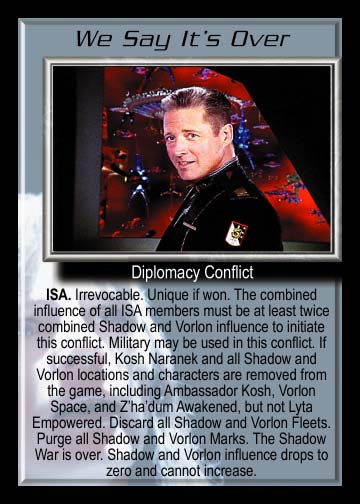 We Say It's Over
Diplomacy Conflict
ISA. Irrevocable. Unique if won. The combined
influence of all ISA members must be at least twice
combined Shadow and Vorlon influence to initiate
this conflict. Military may be used in this conflict. If
successful, Kosh Naranek and all Shadow and
Vorlon locations and characters are removed from
the game, including Ambassador Kosh, Vorlon
Space, and Z'ha'dum Awakened, but not Lyta
Empowered. Discard all Shadow and Vorlon Fleets.
Purge all Shadow and Vorlon Marks. The Shadow
War is over. Shadow and Vorlon influence drops to
zero and cannot increase.